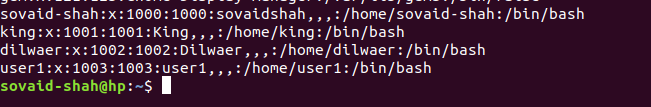 sovaid-shah:x:1000:1000:sovaidshah,,,:/home/sovaid-shah:/bin/bash
king:x:1001:1001:King,,,:/home/king:/bin/bash
dilwaer:x:1002:1002:Dilwaer,,,:/home/dilwaer:/bin/bash
user1:x:1003:1003:user1,,,:/home/user1:/bin/bash
sovaid-shah@hp:~$